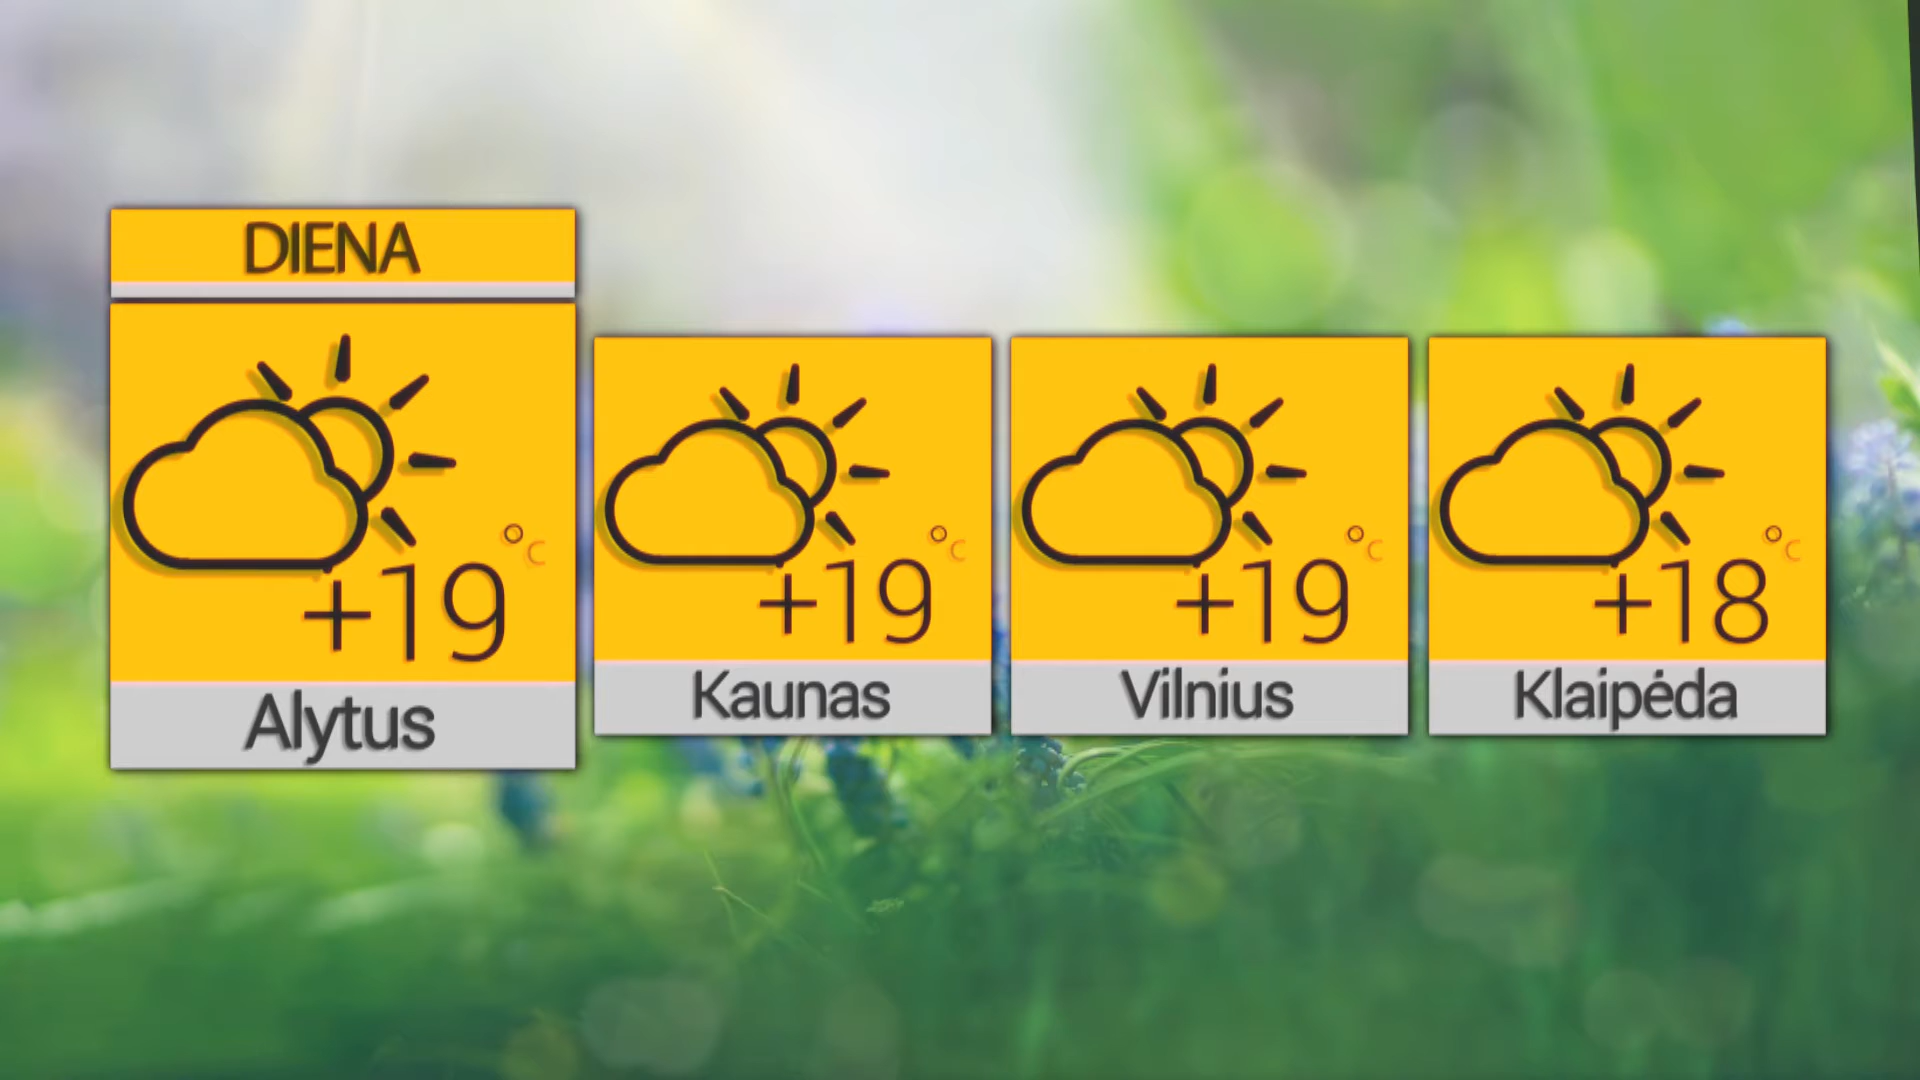 DIENA
+19 °C
Alytus
+19 °C
Kaunas
+19 °C
Vilnius
+18 °C
Klaipėda